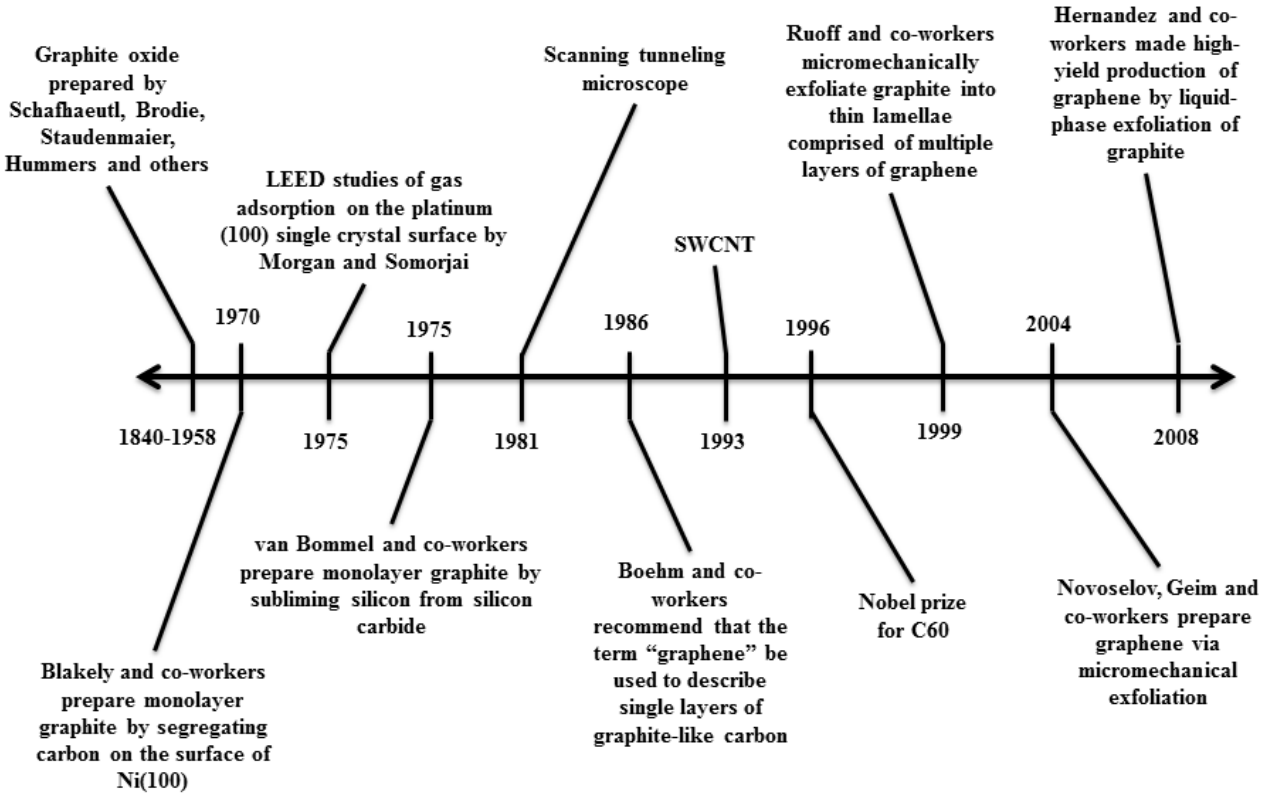 Graphite oxide
prepared by
Schafhaeutl, Brodie,
Staudenmaier,
Hummers and others
LEED studies of gas
adsorption on the platinum
(100) single crystal surface by
Morgan and Somorjai
Scanning tunneling
microscope
SWCNT
Ruoff and co-workers
micromechanically
exfoliate graphite into
thin lamellae
comprised of multiple
layers of graphene
Hernandez and co-
workers made high-
yield production of
graphene by liquid-
phase exfoliation of
graphite
1970
1975
1986
1996
2004
1840-1958
1975
1981
1993
1999
2008
Blakely and co-workers
prepare monolayer
graphite by segregating
carbon on the surface of
Ni(100)
van Bommel and co-workers
prepare monolayer graphite by
subliming silicon from silicon
carbide
Boehm and co-
workers
recommend that the
term “graphene” be
used to describe
single layers of
graphite-like carbon
Nobel prize
for C60
Novoselov, Geim and
co-workers prepare
graphene via
micromechanical
exfoliation